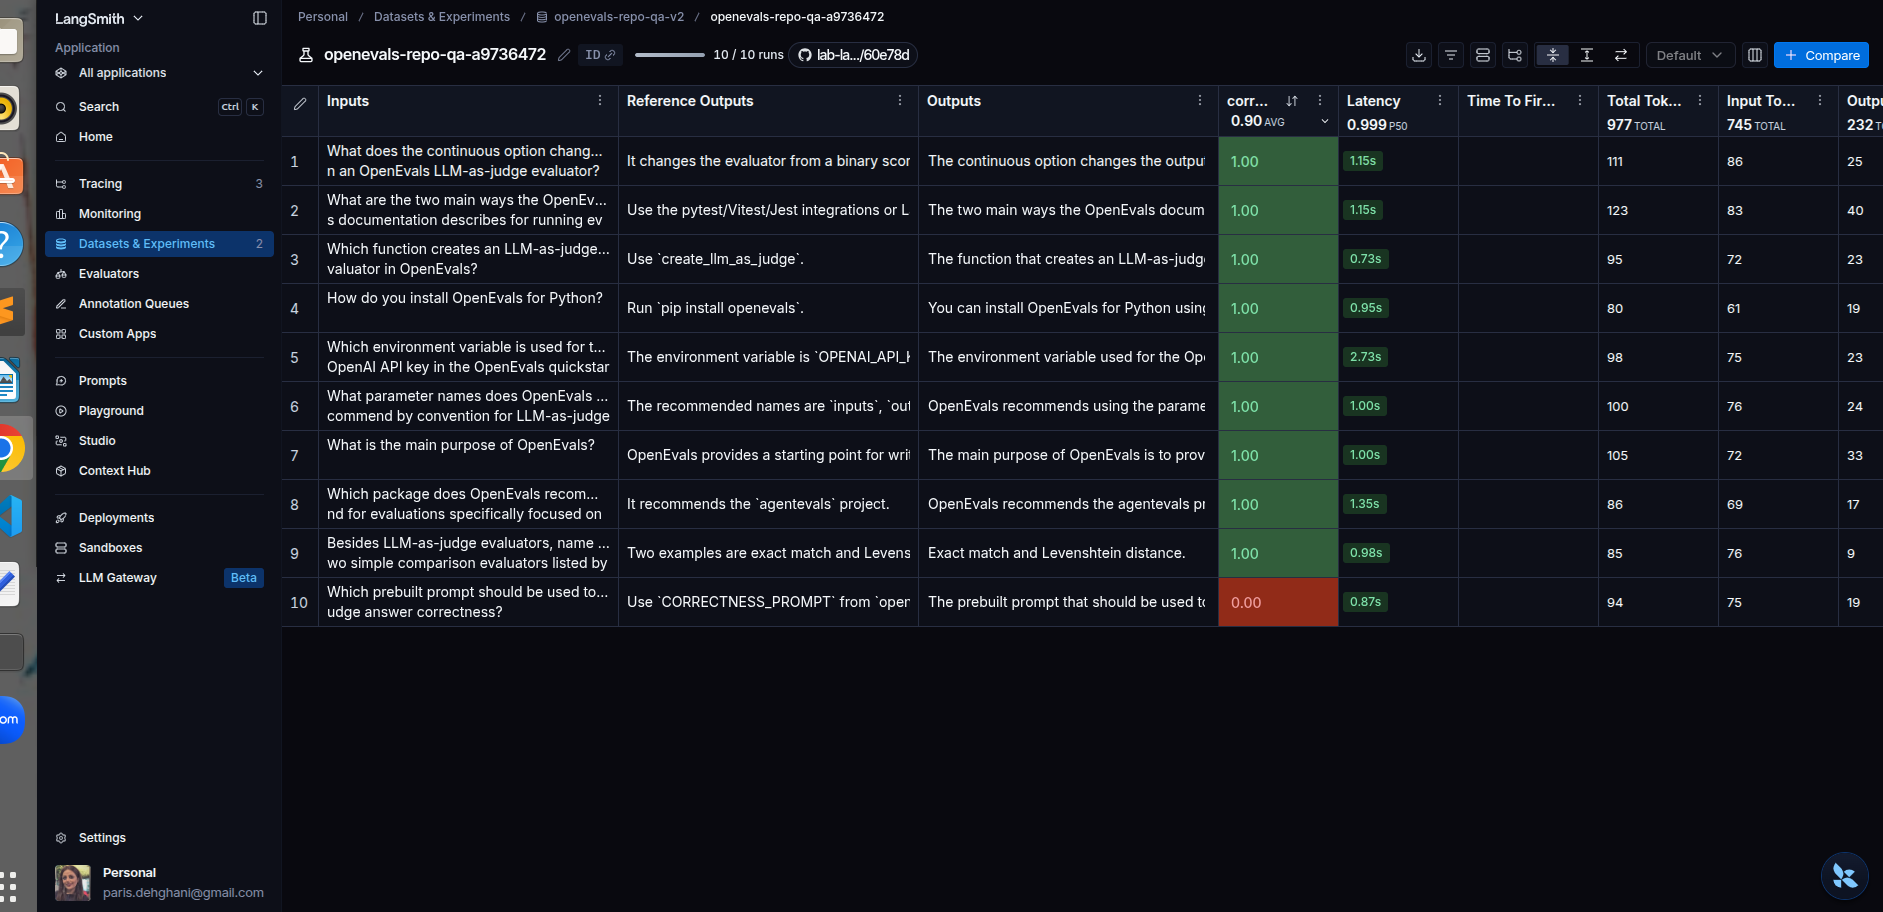 LangSmith
Personal / Datasets & Experiments / openevals-repo-qa-v2 / openevals-repo-qa-a9736472
openevals-repo-qa-a9736472 ID 10 / 10 runs lab-la.../60e78d
Default Compare
Application
All applications
Search Ctrl K
Home
Tracing 3
Monitoring
Datasets & Experiments 2
Evaluators
Annotation Queues
Custom Apps
Prompts
Playground
Studio
Context Hub
Deployments
Sandboxes
LLM Gateway Beta
Settings
Personal
paris.dehghani@gmail.com
Inputs Reference Outputs Outputs corr... Latency Time To Fir... Total Tok... Input To... Outpu
0.90 AVG 0.999 P50 977 TOTAL 745 TOTAL 232 T
What does the continuous option chang...
1 It changes the evaluator from a binary scor The continuous option changes the output 1.00 1.15s 111 86 25
n an OpenEvals LLM-as-judge evaluator?
What are the two main ways the OpenEv...
2 Use the pytest/Vitest/Jest integrations or L The two main ways the OpenEvals docum 1.00 1.15s 123 83 40
s documentation describes for running ev
Which function creates an LLM-as-judge...
3 Use `create_llm_as_judge`. The function that creates an LLM-as-judge 1.00 0.73s 95 72 23
valuator in OpenEvals?
How do you install OpenEvals for Python?
4 Run `pip install openevals`. You can install OpenEvals for Python using 1.00 0.95s 80 61 19
Which environment variable is used for t...
5 The environment variable is `OPENAI_API_K The environment variable used for the Ope 1.00 2.73s 98 75 23
OpenAI API key in the OpenEvals quickstar
What parameter names does OpenEvals ...
6 The recommended names are `inputs`, `out OpenEvals recommends using the parame 1.00 1.00s 100 76 24
commend by convention for LLM-as-judge
What is the main purpose of OpenEvals?
7 OpenEvals provides a starting point for writ The main purpose of OpenEvals is to prov 1.00 1.00s 105 72 33
Which package does OpenEvals recom...
8 It recommends the `agentevals` project. OpenEvals recommends the agentevals pr 1.00 1.35s 86 69 17
nd for evaluations specifically focused on
Besides LLM-as-judge evaluators, name ...
9 Two examples are exact match and Levens Exact match and Levenshtein distance. 1.00 0.98s 85 76 9
wo simple comparison evaluators listed by
Which prebuilt prompt should be used to...
10 Use `CORRECTNESS_PROMPT` from `open The prebuilt prompt that should be used to 0.00 0.87s 94 75 19
udge answer correctness?
om